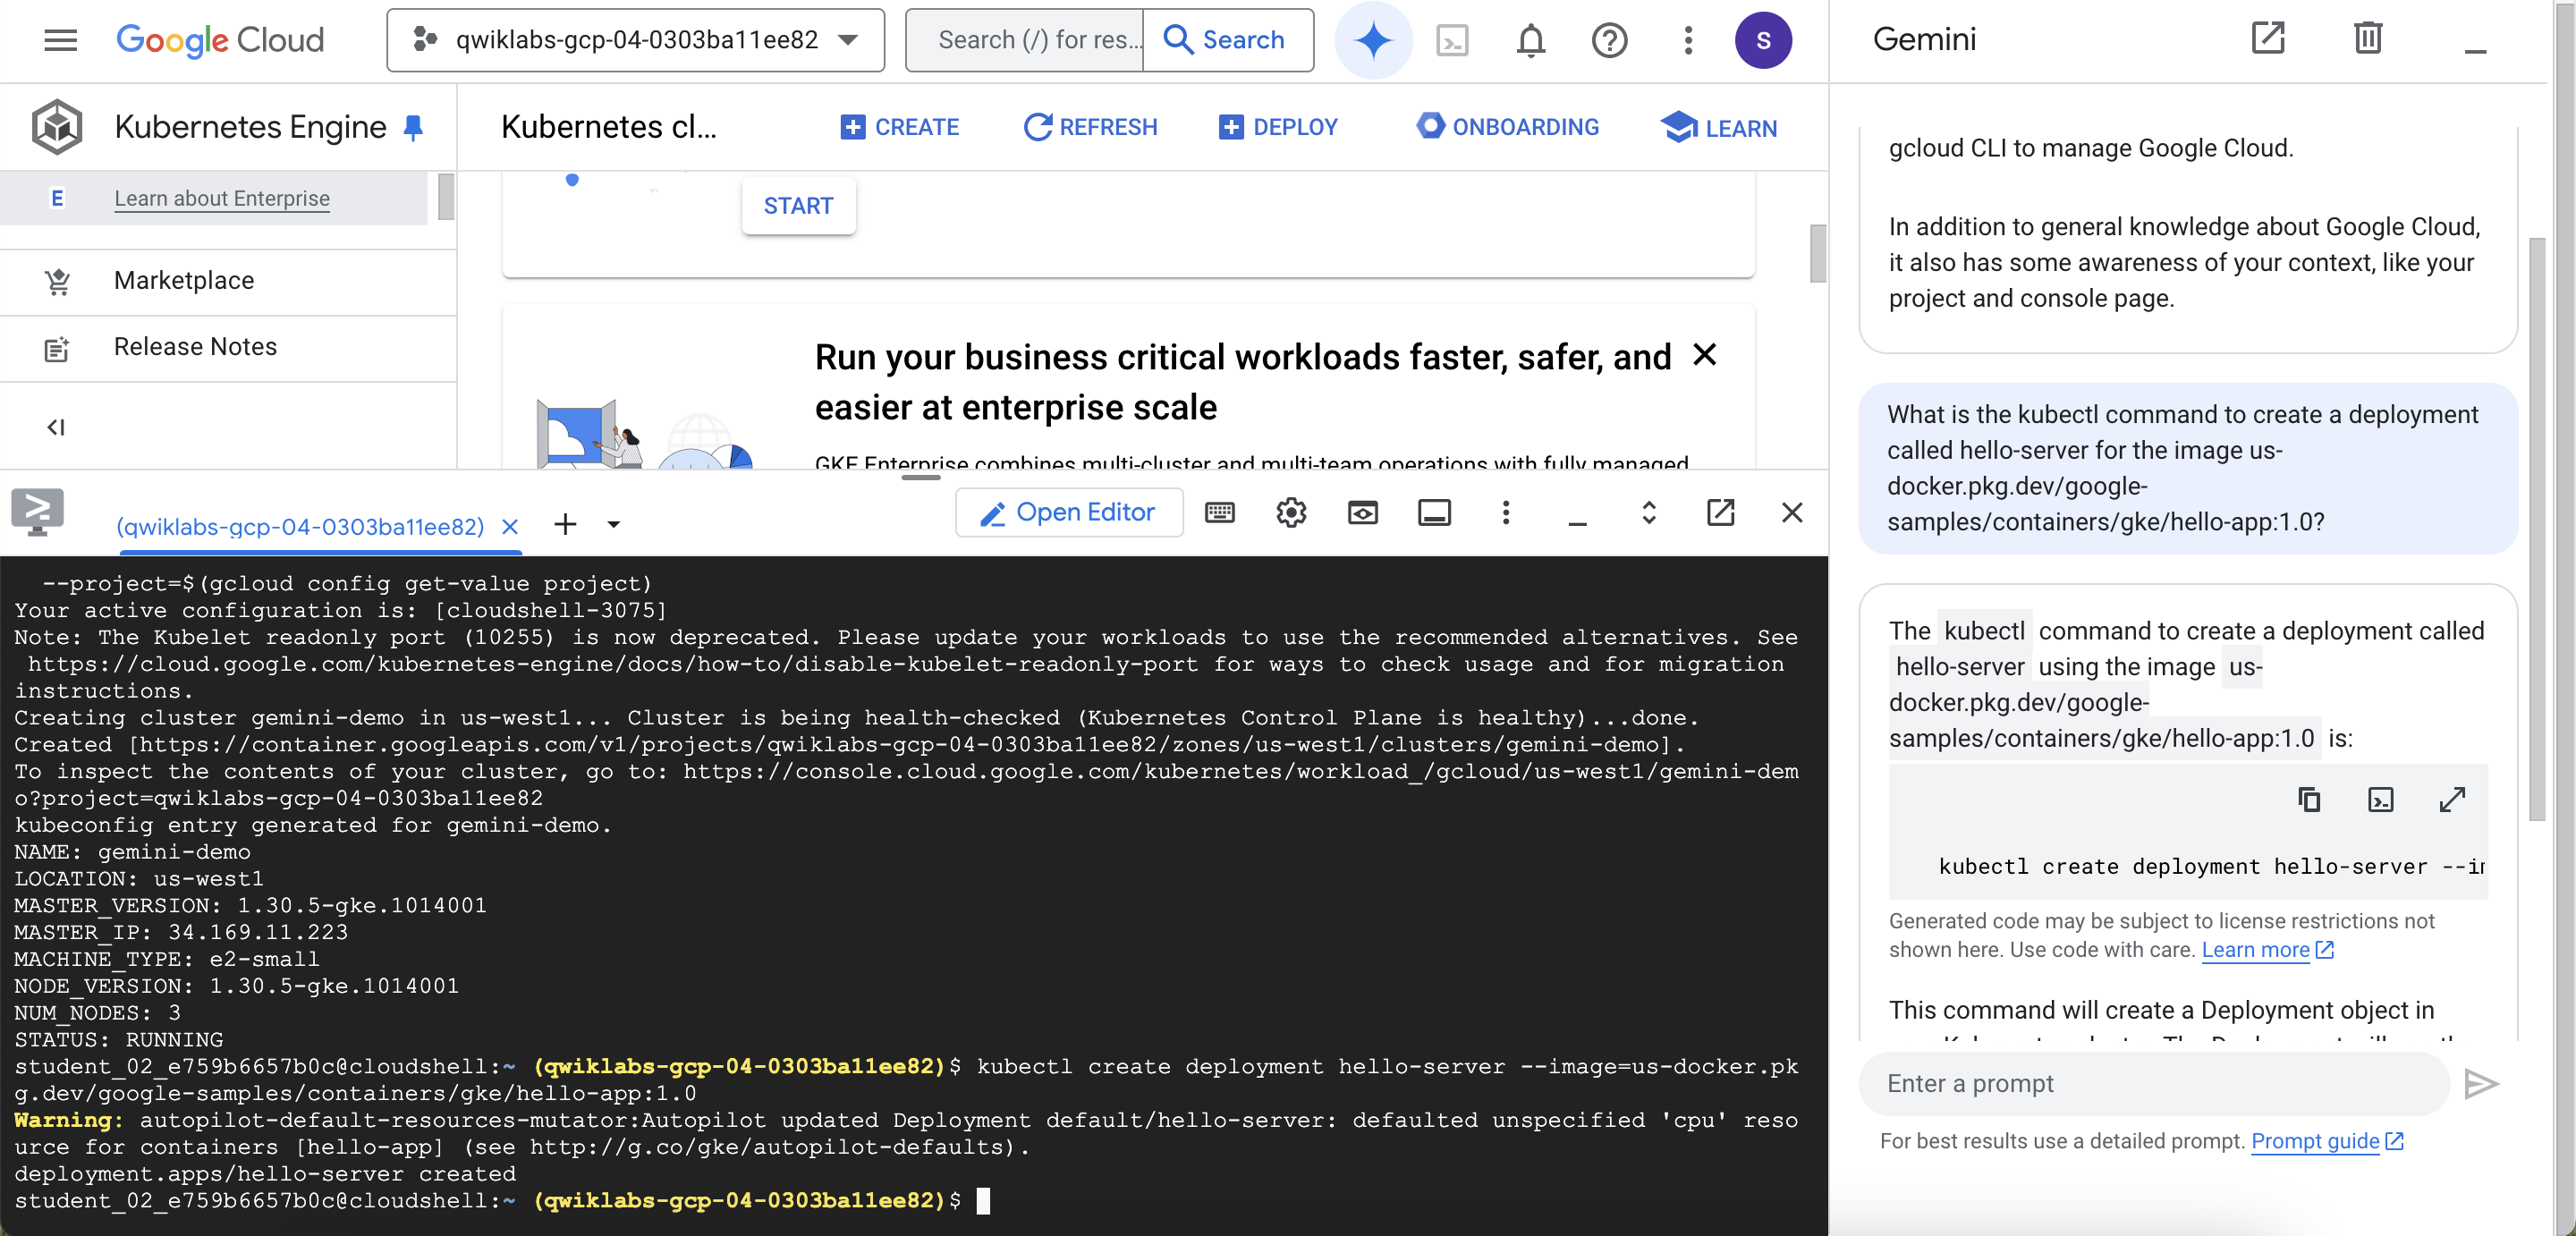 Google Cloud
qwiklabs-gcp-04-0303ba11ee82
Search (/) for res...
Search
S
Gemini
Kubernetes Engine
Kubernetes cl...
CREATE
REFRESH
DEPLOY
ONBOARDING
LEARN
E
Learn about Enterprise
Marketplace
Release Notes
START
Run your business critical workloads faster, safer, and
easier at enterprise scale
GKE Enterprise combines multi-cluster and multi-team operations with fully managed
(qwiklabs-gcp-04-0303ba11ee82)
Open Editor
--project=$(gcloud config get-value project)
Your active configuration is: [cloudshell-3075]
Note: The Kubelet readonly port (10255) is now deprecated. Please update your workloads to use the recommended alternatives. See
https://cloud.google.com/kubernetes-engine/docs/how-to/disable-kubelet-readonly-port for ways to check usage and for migration
instructions.
Creating cluster gemini-demo in us-west1... Cluster is being health-checked (Kubernetes Control Plane is healthy)...done.
Created [https://container.googleapis.com/v1/projects/qwiklabs-gcp-04-0303ba11ee82/zones/us-west1/clusters/gemini-demo].
To inspect the contents of your cluster, go to: https://console.cloud.google.com/kubernetes/workload_/gcloud/us-west1/gemini-dem
o?project=qwiklabs-gcp-04-0303ba11ee82
kubeconfig entry generated for gemini-demo.
NAME: gemini-demo
LOCATION: us-west1
MASTER_VERSION: 1.30.5-gke.1014001
MASTER_IP: 34.169.11.223
MACHINE_TYPE: e2-small
NODE_VERSION: 1.30.5-gke.1014001
NUM_NODES: 3
STATUS: RUNNING
student_02_e759b6657b0c@cloudshell:~ (qwiklabs-gcp-04-0303ba11ee82)$ kubectl create deployment hello-server --image=us-docker.pk
g.dev/google-samples/containers/gke/hello-app:1.0
Warning: autopilot-default-resources-mutator:Autopilot updated Deployment default/hello-server: defaulted unspecified 'cpu' reso
urce for containers [hello-app] (see http://g.co/gke/autopilot-defaults).
deployment.apps/hello-server created
student_02_e759b6657b0c@cloudshell:~ (qwiklabs-gcp-04-0303ba11ee82)$
gcloud CLI to manage Google Cloud.
In addition to general knowledge about Google Cloud,
it also has some awareness of your context, like your
project and console page.
What is the kubectl command to create a deployment
called hello-server for the image us-
docker.pkg.dev/google-
samples/containers/gke/hello-app:1.0?
The kubectl command to create a deployment called
hello-server using the image us-
docker.pkg.dev/google-
samples/containers/gke/hello-app:1.0 is:
kubectl create deployment hello-server
Generated code may be subject to license restrictions not
shown here. Use code with care. Learn more
This command will create a Deployment object in
Enter a prompt
For best results use a detailed prompt. Prompt guide